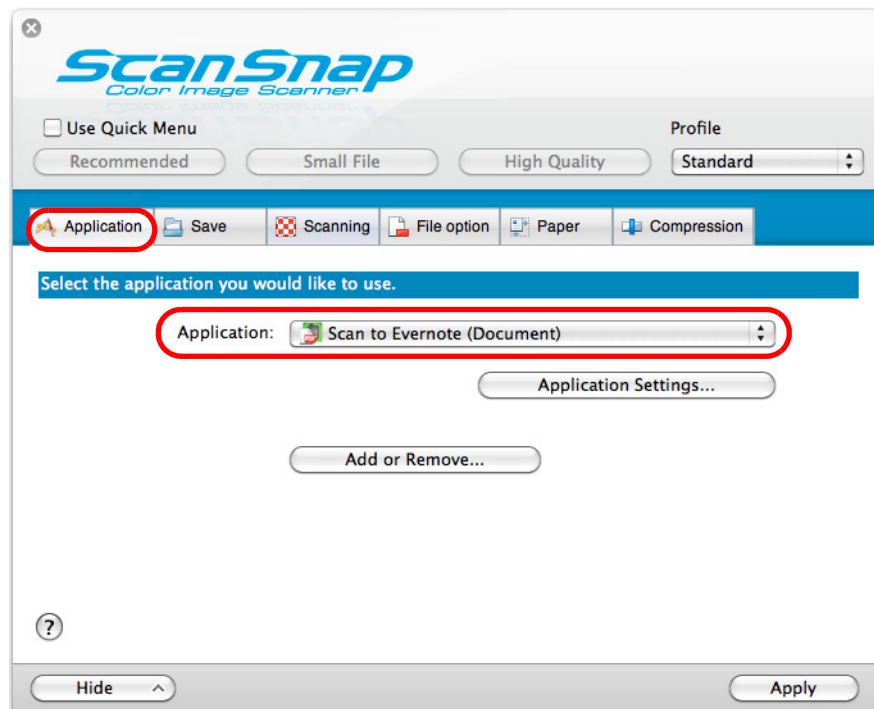 ScanSnap
Color Image Scanner
Use Quick Menu
Profile
Recommended Small File High Quality Standard
Application Save Scanning File option Paper Compression
Select the application you would like to use.
Application: Scan to Evernote (Document)
Application Settings...
Add or Remove...
?
Hide Apply